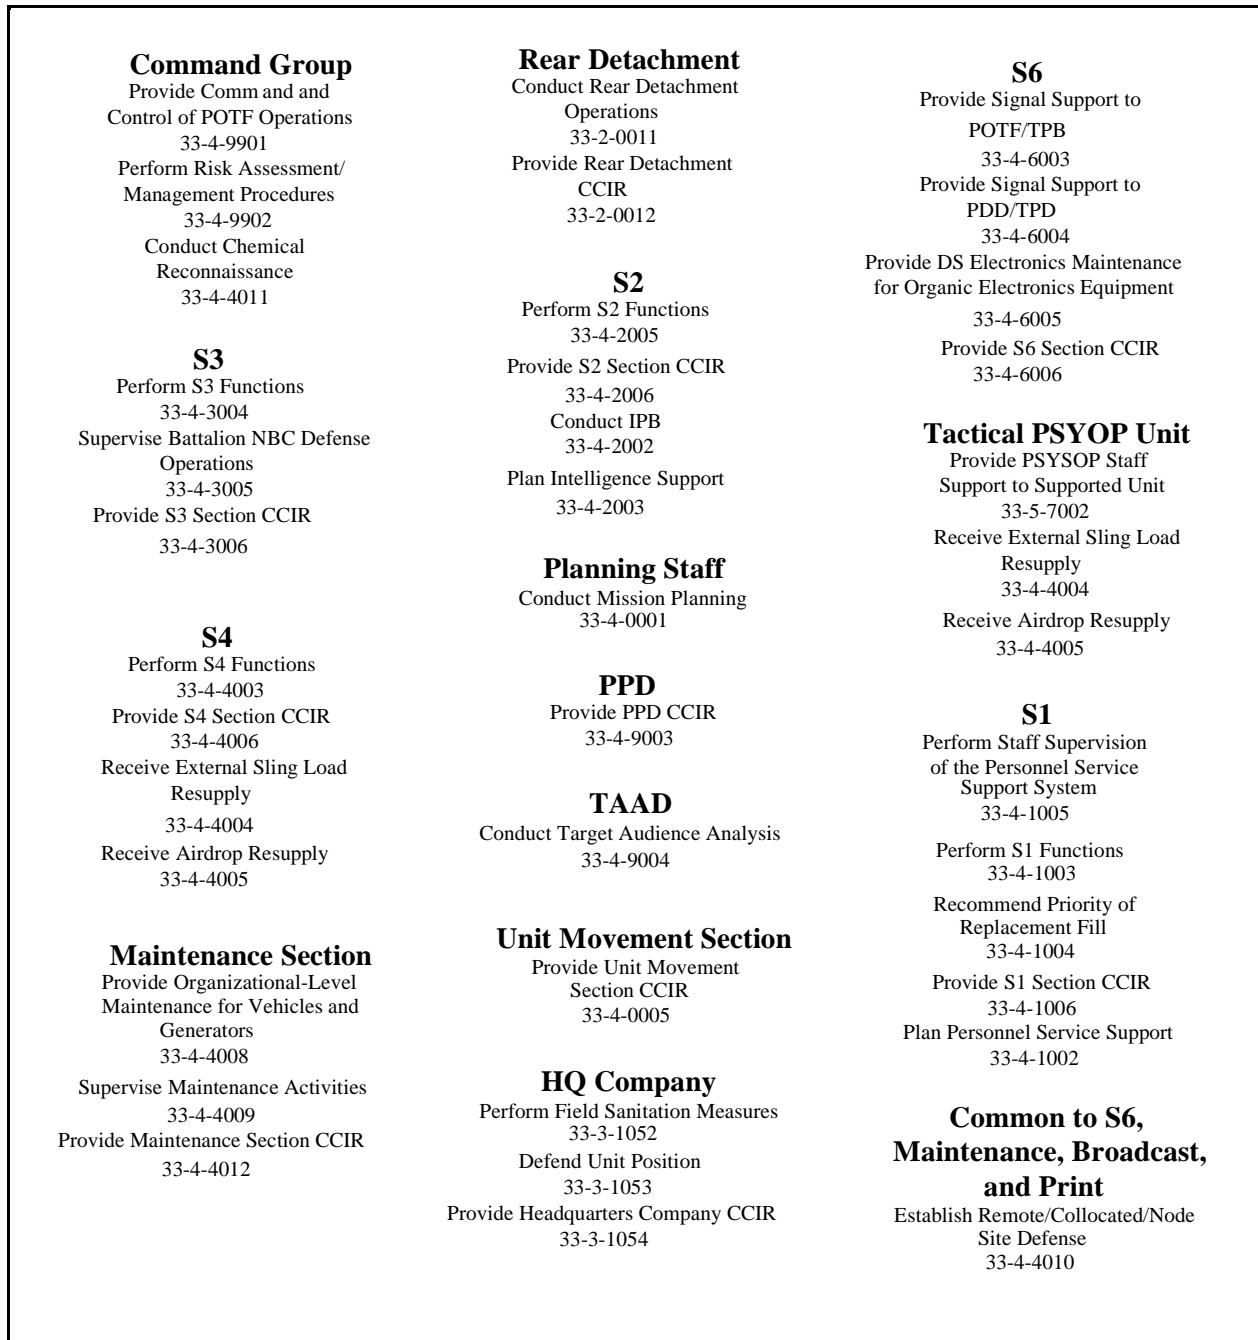 Command Group
Provide Comm and and
Control of POTF Operations
33-4-9901
Perform Risk Assessment/
Management Procedures
33-4-9902
Conduct Chemical
Reconnaissance
33-4-4011
S3
Perform S3 Functions
33-4-3004
Supervise Battalion NBC Defense
Operations
33-4-3005
Provide S3 Section CCIR
33-4-3006
S4
Perform S4 Functions
33-4-4003
Provide S4 Section CCIR
33-4-4006
Receive External Sling Load
Resupply
33-4-4004
Receive Airdrop Resupply
33-4-4005
Maintenance Section
Provide Organizational-Level
Maintenance for Vehicles and
Generators
33-4-4008
Supervise Maintenance Activities
33-4-4009
Provide Maintenance Section CCIR
33-4-4012
Rear Detachment
Conduct Rear Detachment
Operations
33-2-0011
Provide Rear Detachment
CCIR
33-2-0012
S2
Perform S2 Functions
33-4-2005
Provide S2 Section CCIR
33-4-2006
Conduct IPB
33-4-2002
Plan Intelligence Support
33-4-2003
Planning Staff
Conduct Mission Planning
33-4-0001
PPD
Provide PPD CCIR
33-4-9003
TAAD
Conduct Target Audience Analysis
33-4-9004
Unit Movement Section
Provide Unit Movement
Section CCIR
33-4-0005
HQ Company
Perform Field Sanitation Measures
33-3-1052
Defend Unit Position
33-3-1053
Provide Headquarters Company CCIR
33-3-1054
S6
Provide Signal Support to
POTF/TPB
33-4-6003
Provide Signal Support to
PDD/TPD
33-4-6004
Provide DS Electronics Maintenance
for Organic Electronics Equipment
33-4-6005
Provide S6 Section CCIR
33-4-6006
Tactical PSYOP Unit
Provide PSYSOP Staff
Support to Supported Unit
33-5-7002
Receive External Sling Load
Resupply
33-4-4004
Receive Airdrop Resupply
33-4-4005
S1
Perform Staff Supervision
of the Personnel Service
Support System
33-4-1005
Perform S1 Functions
33-4-1003
Recommend Priority of
Replacement Fill
33-4-1004
Provide S1 Section CCIR
33-4-1006
Plan Personnel Service Support
33-4-1002
Common to S6,
Maintenance, Broadcast,
and Print
Establish Remote/Collocated/Node
Site Defense
33-4-4010